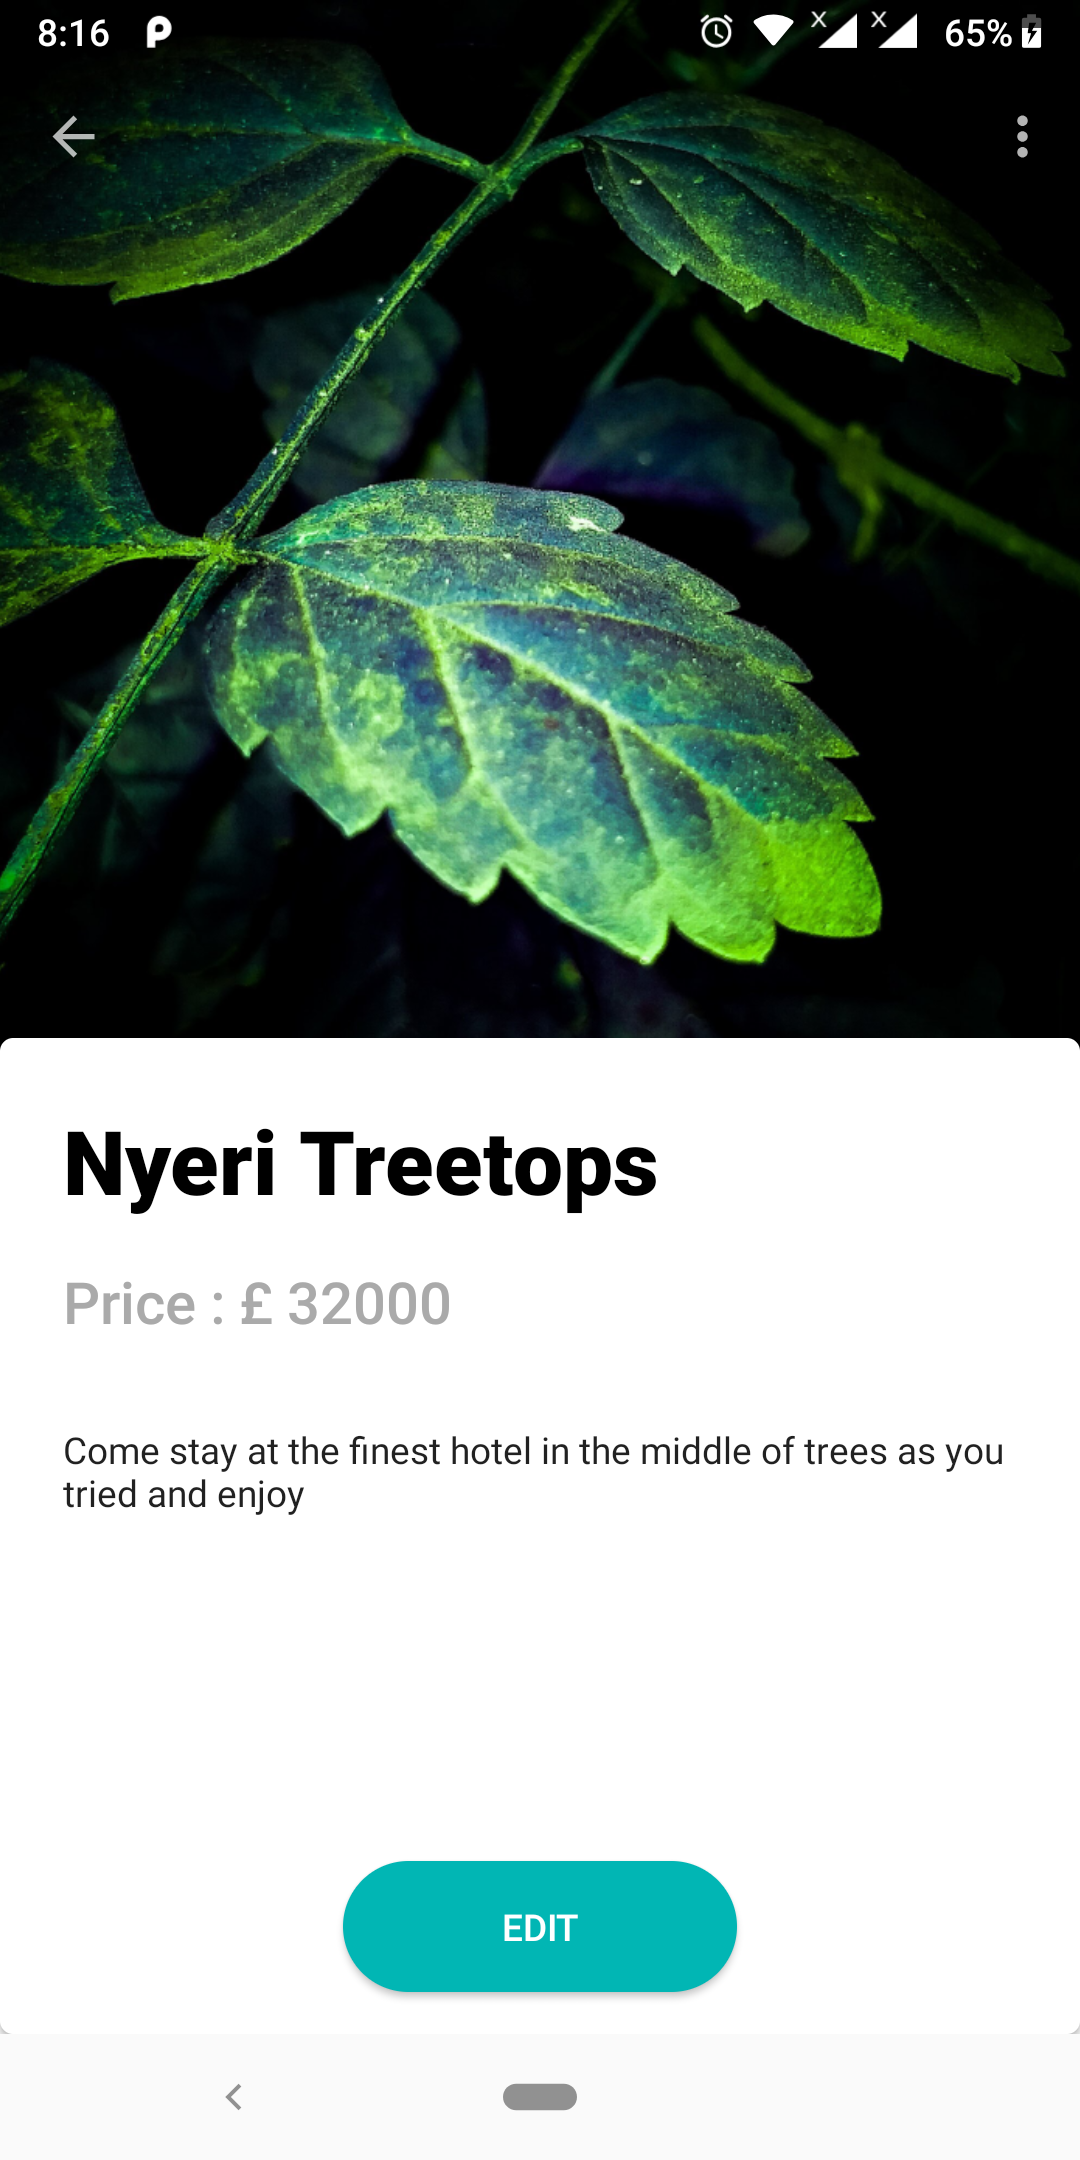 8:16
65%
Nyeri Treetops
Price : £ 32000
Come stay at the finest hotel in the middle of trees as you
tried and enjoy
EDIT